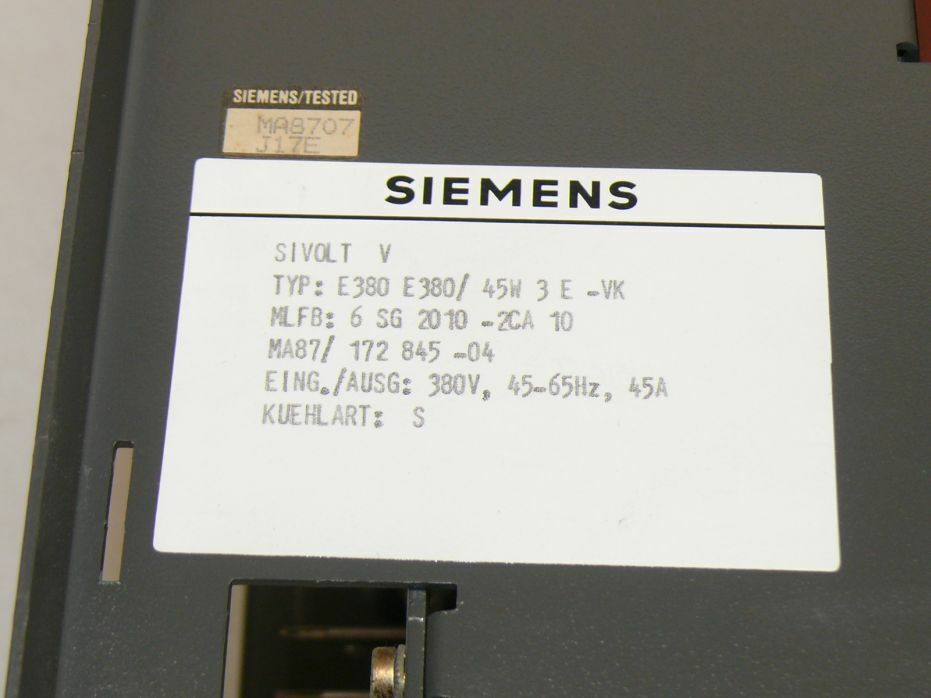 SIEMENS/TESTED
MA8707
J17E
SIEMENS
SIVOLT V
TYP: E380 E380/ 45W 3 E -VK
MLFB: 6 SG 2010 -2CA 10
MA87/ 172 845 -04
EING./AUSG: 380V, 45-65Hz, 45A
KUEHLART: S